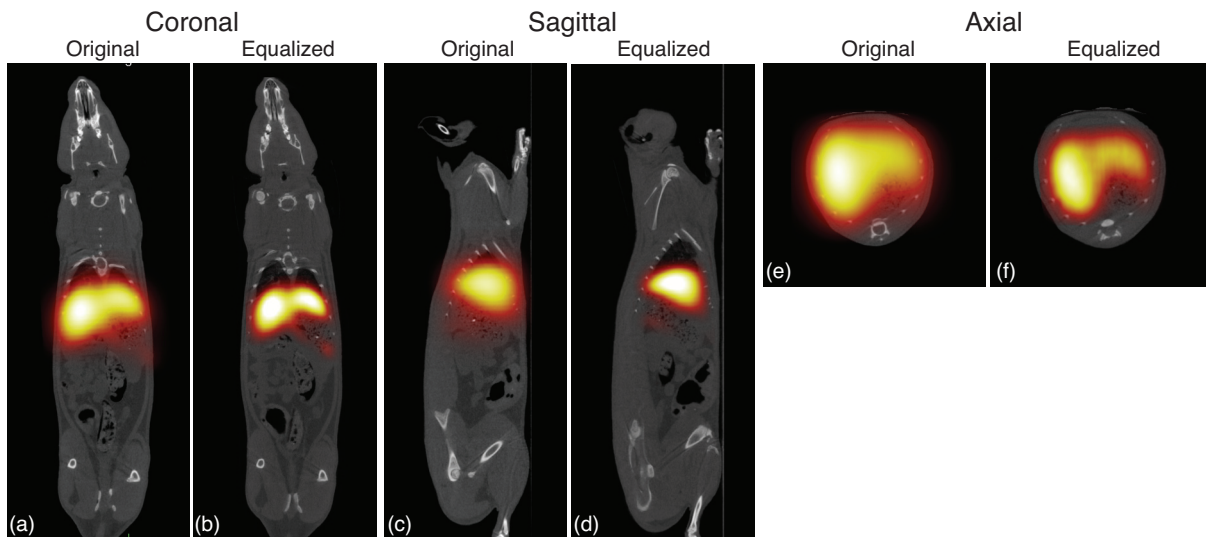 Coronal
Sagittal
Axial
Original
Equalized
Original
Equalized
Original
Equalized
(e)
(f)
(a)
(b)
(c)
(d)